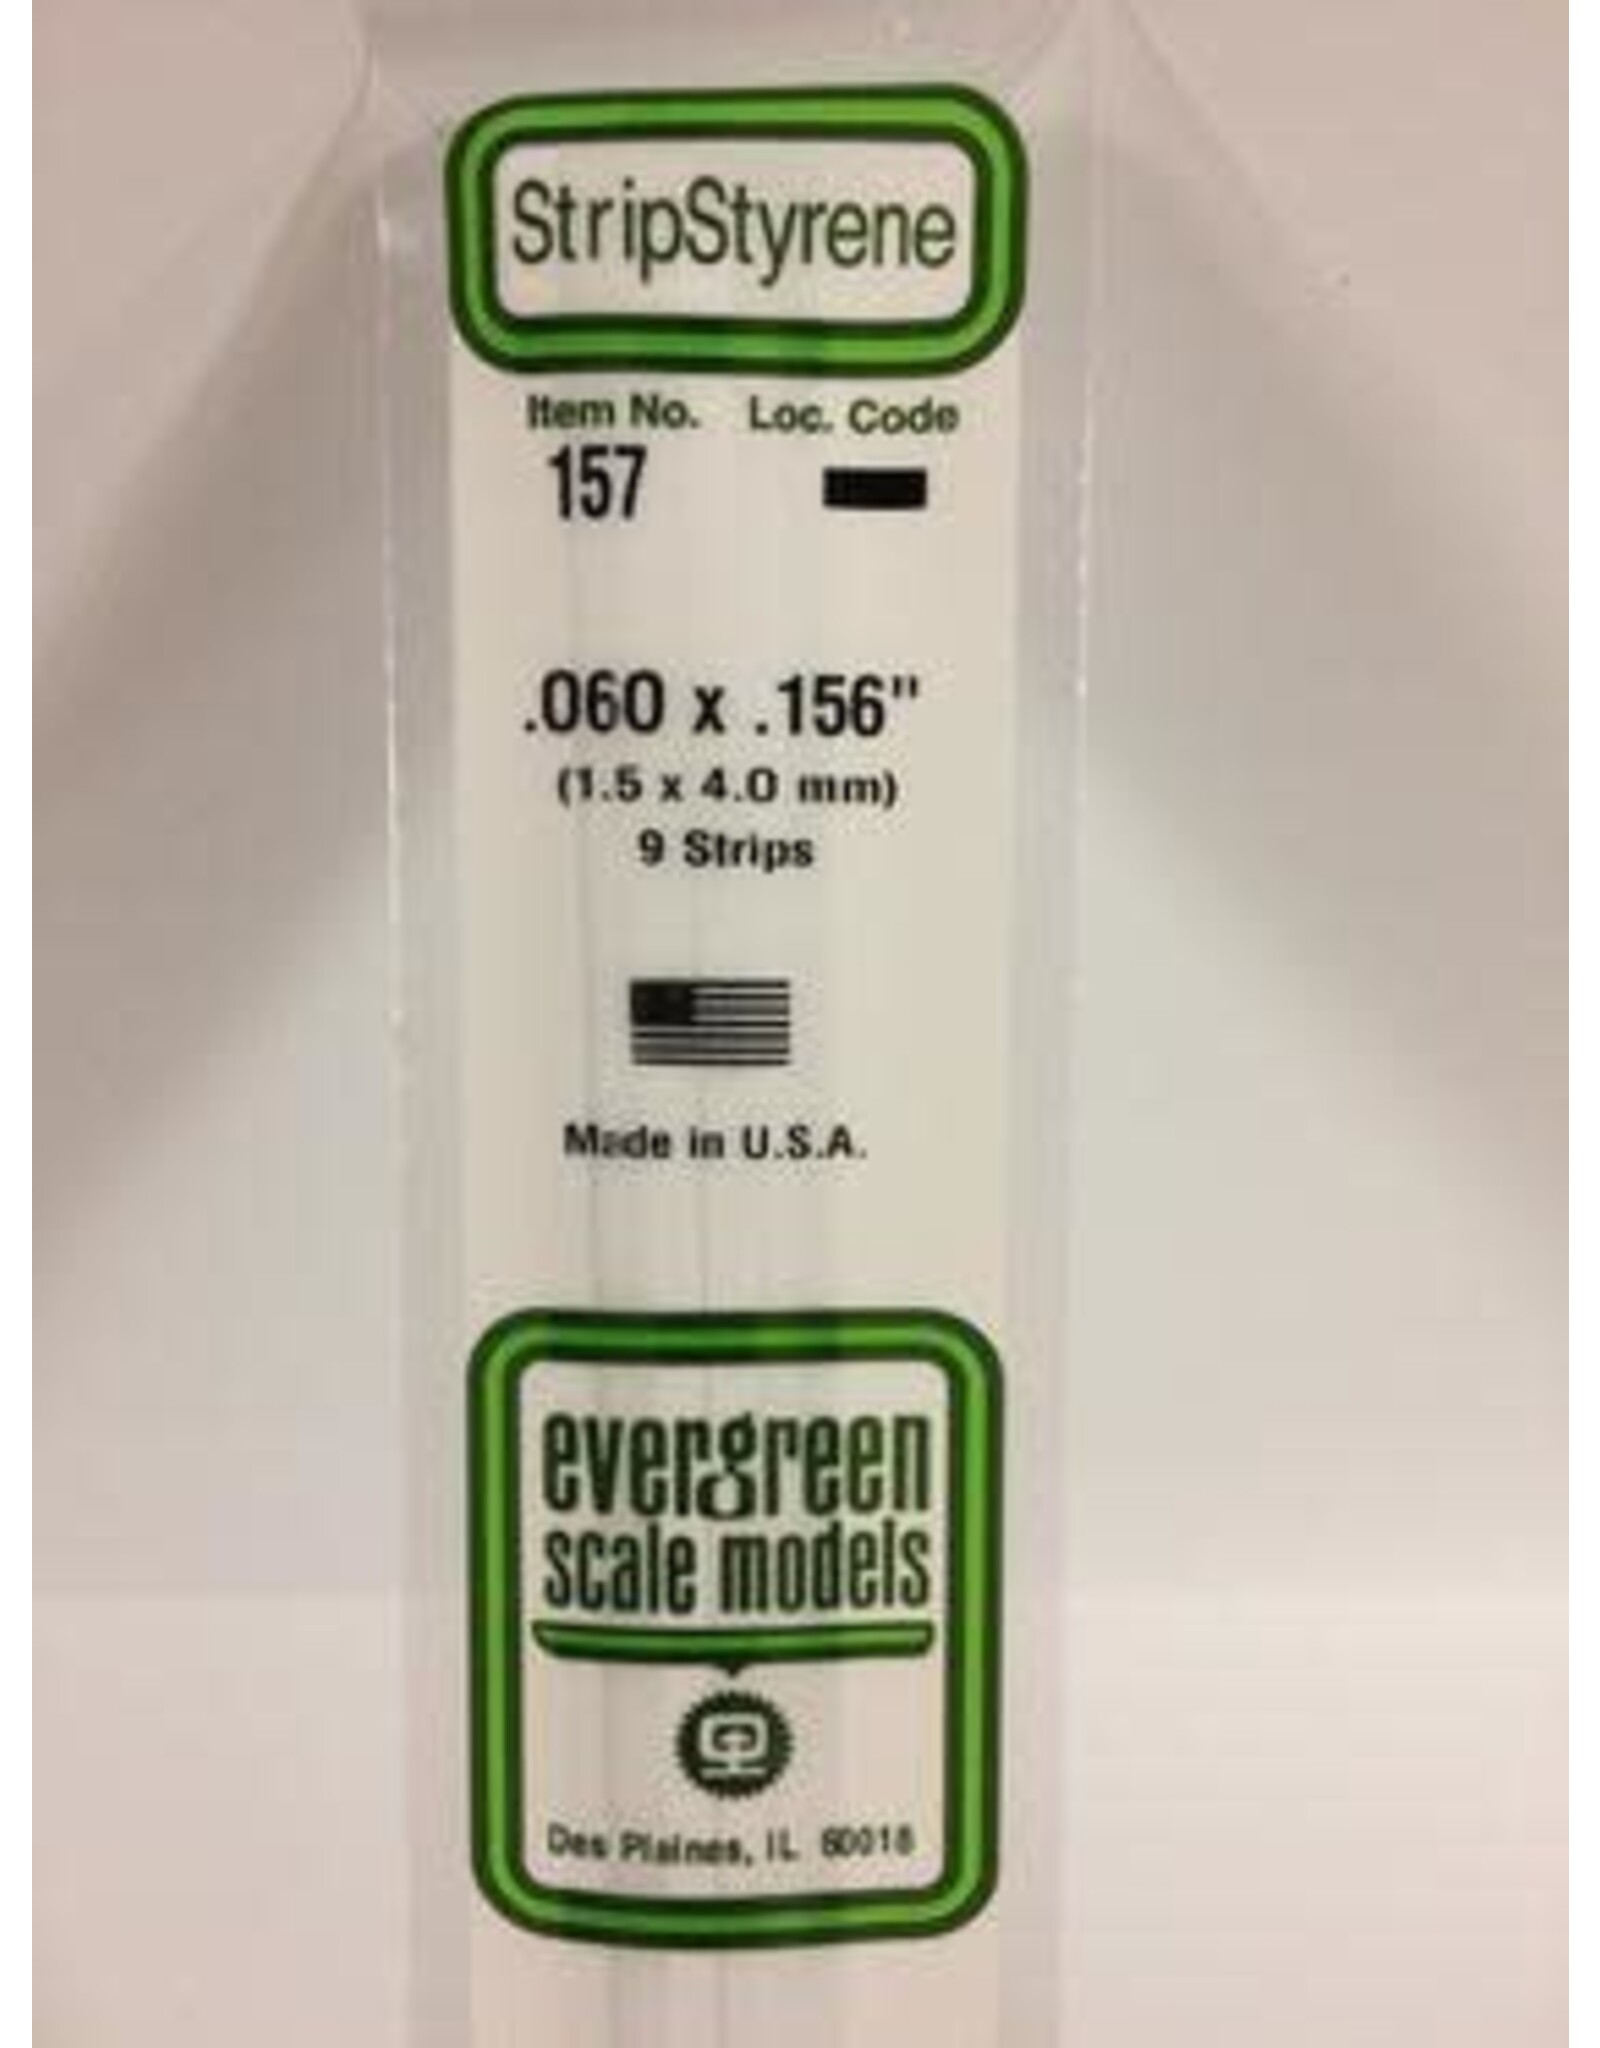 StripStyrene
Item No. Loc. Code
157
.060 x .156"
(1.5 x 4.0 mm)
9 Strips
Made in U.S.A.
evergreen
scale models
Des Plaines, IL 60018